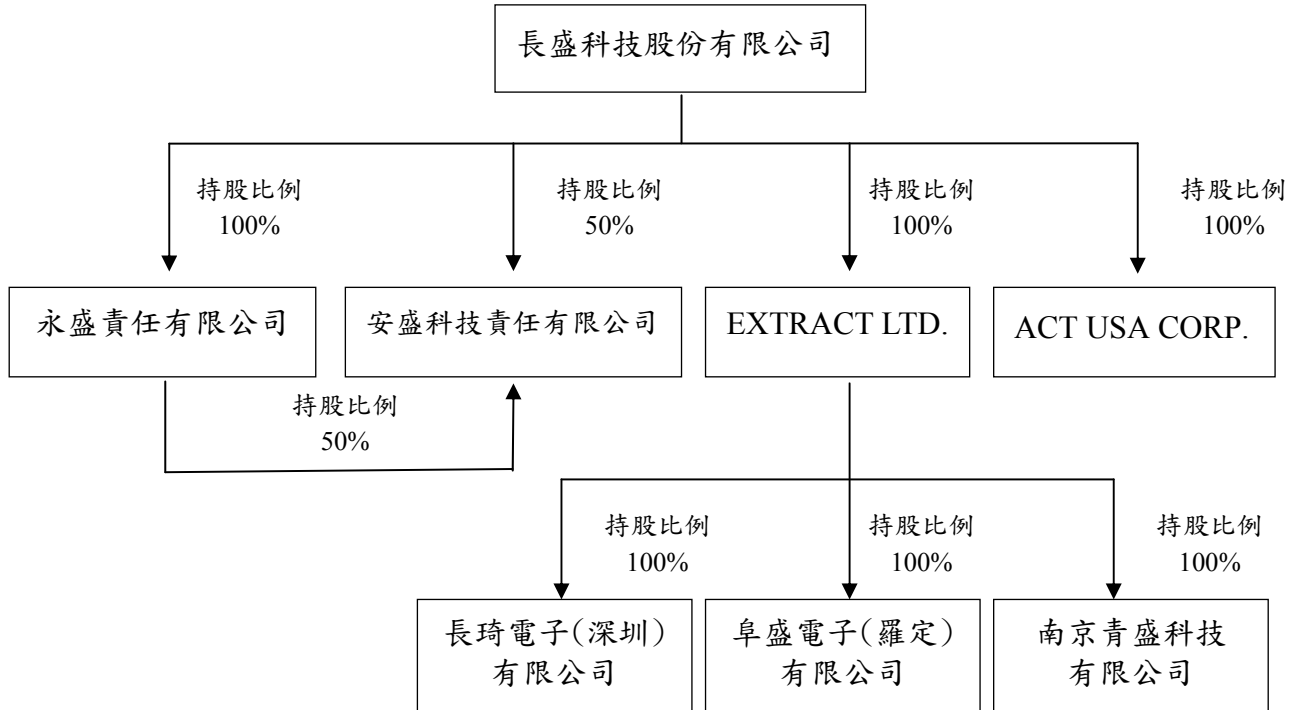 長盛科技股份有限公司
持股比例
100%
持股比例
50%
持股比例
100%
持股比例
100%
永盛責任有限公司
安盛科技責任有限公司
EXTRACT LTD.
ACT USA CORP.
持股比例
50%
持股比例
100%
持股比例
100%
持股比例
100%
長琦電子(深圳)
有限公司
阜盛電子(羅定)
有限公司
南京青盛科技
有限公司